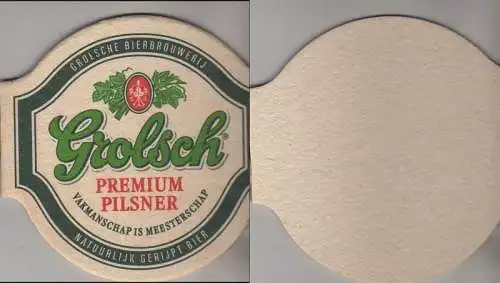 GROLSCHE BIERBROUWERIJ
Grolsch®
PREMIUM
PILSNER
VAKMANSCHAP IS MEESTERSCHAP
NATUURLIJK GERIJPT BIER